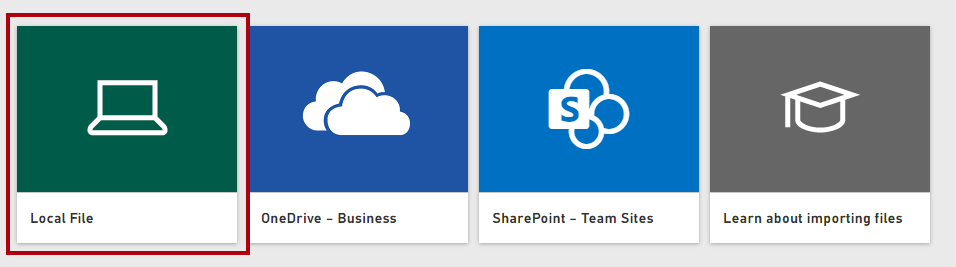 S
Local File
OneDrive – Business
SharePoint – Team Sites
Learn about importing files